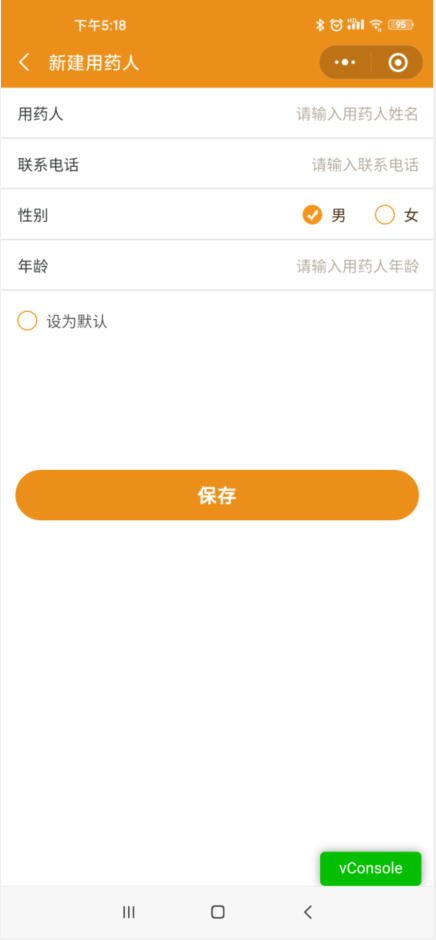 下午5:18
HD
95
新建用药人
用药人 请输入用药人姓名
联系电话 请输入联系电话
性别 男 女
年龄 请输入用药人年龄
设为默认
保存
vConsole